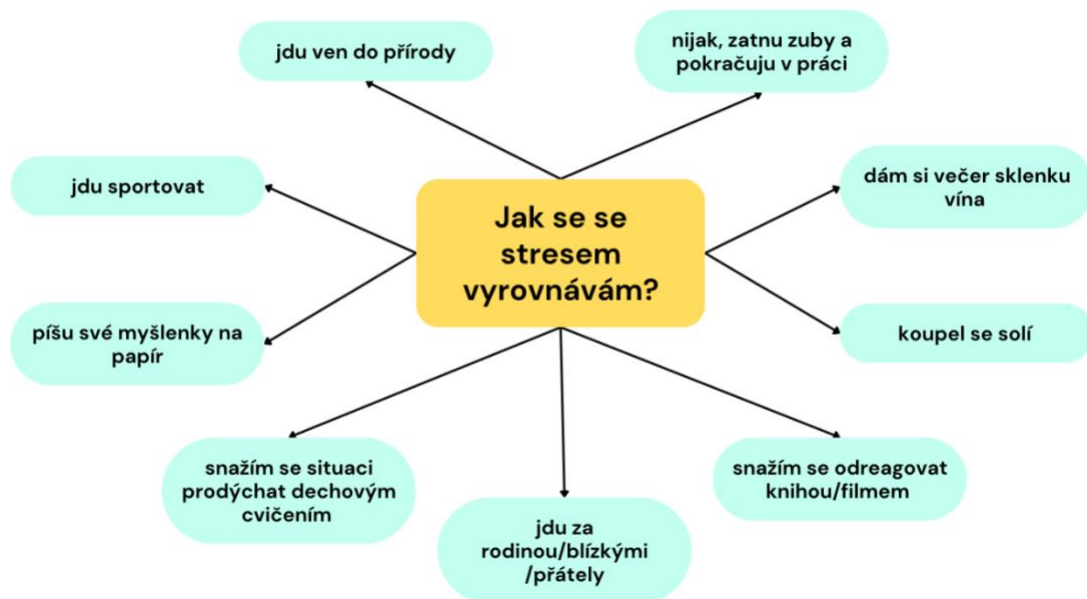 jdu ven do přírody
nijak, zatnu zuby a
pokračuju v práci
jdu sportovat
Jak se se
stresem
vyrovnávám?
dám si večer sklenku
vína
píšu své myšlenky na
papír
koupel se solí
snažím se situaci
prodýchat dechovým
cvičením
jdu za
rodinou/blízkými
/přátely
snažím se odreagovat
knihou/filmem